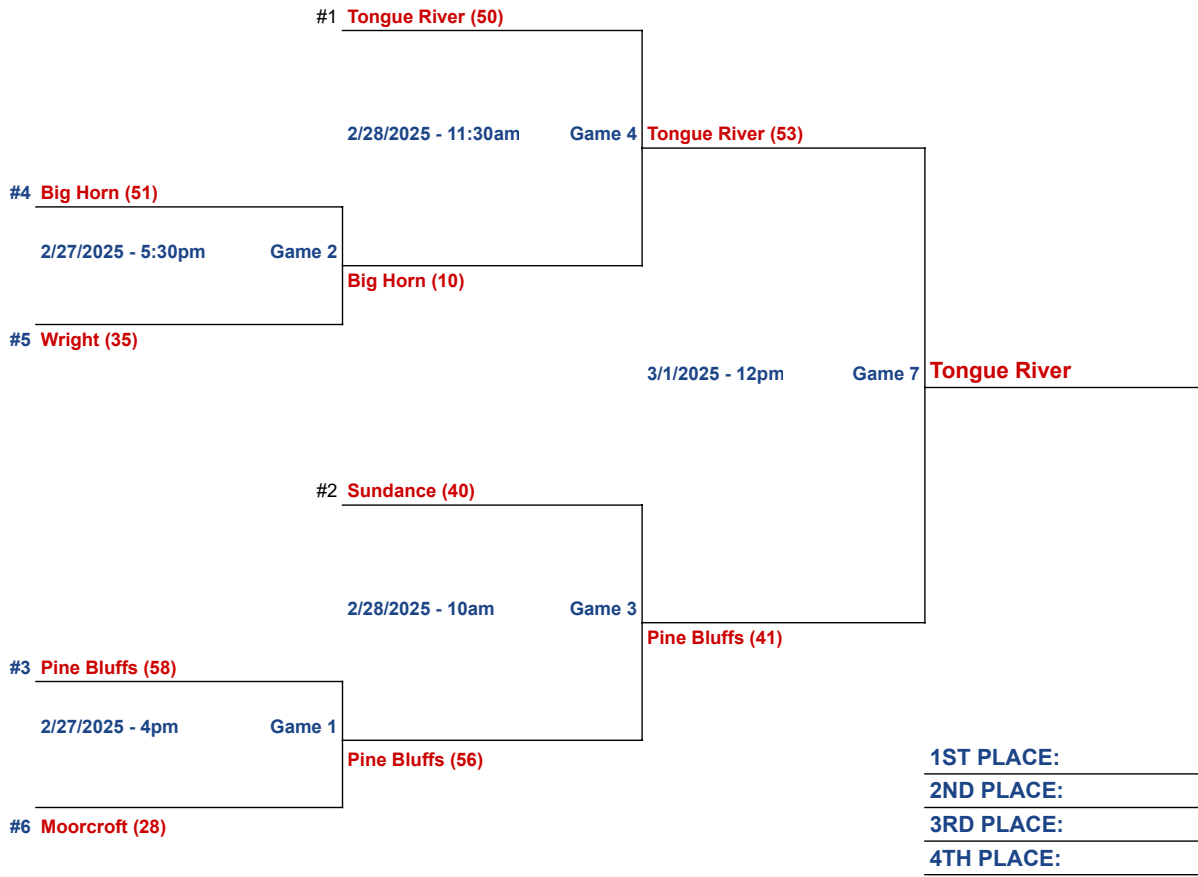 #1 Tongue River (50)
2/28/2025 - 11:30am Game 4 Tongue River (53)
#4 Big Horn (51)
2/27/2025 - 5:30pm Game 2
Big Horn (10)
#5 Wright (35)
3/1/2025 - 12pm Game 7 Tongue River
#2 Sundance (40)
2/28/2025 - 10am Game 3
Pine Bluffs (41)
#3 Pine Bluffs (58)
2/27/2025 - 4pm Game 1
Pine Bluffs (56)
#6 Moorcroft (28)
1ST PLACE:
2ND PLACE:
3RD PLACE:
4TH PLACE: